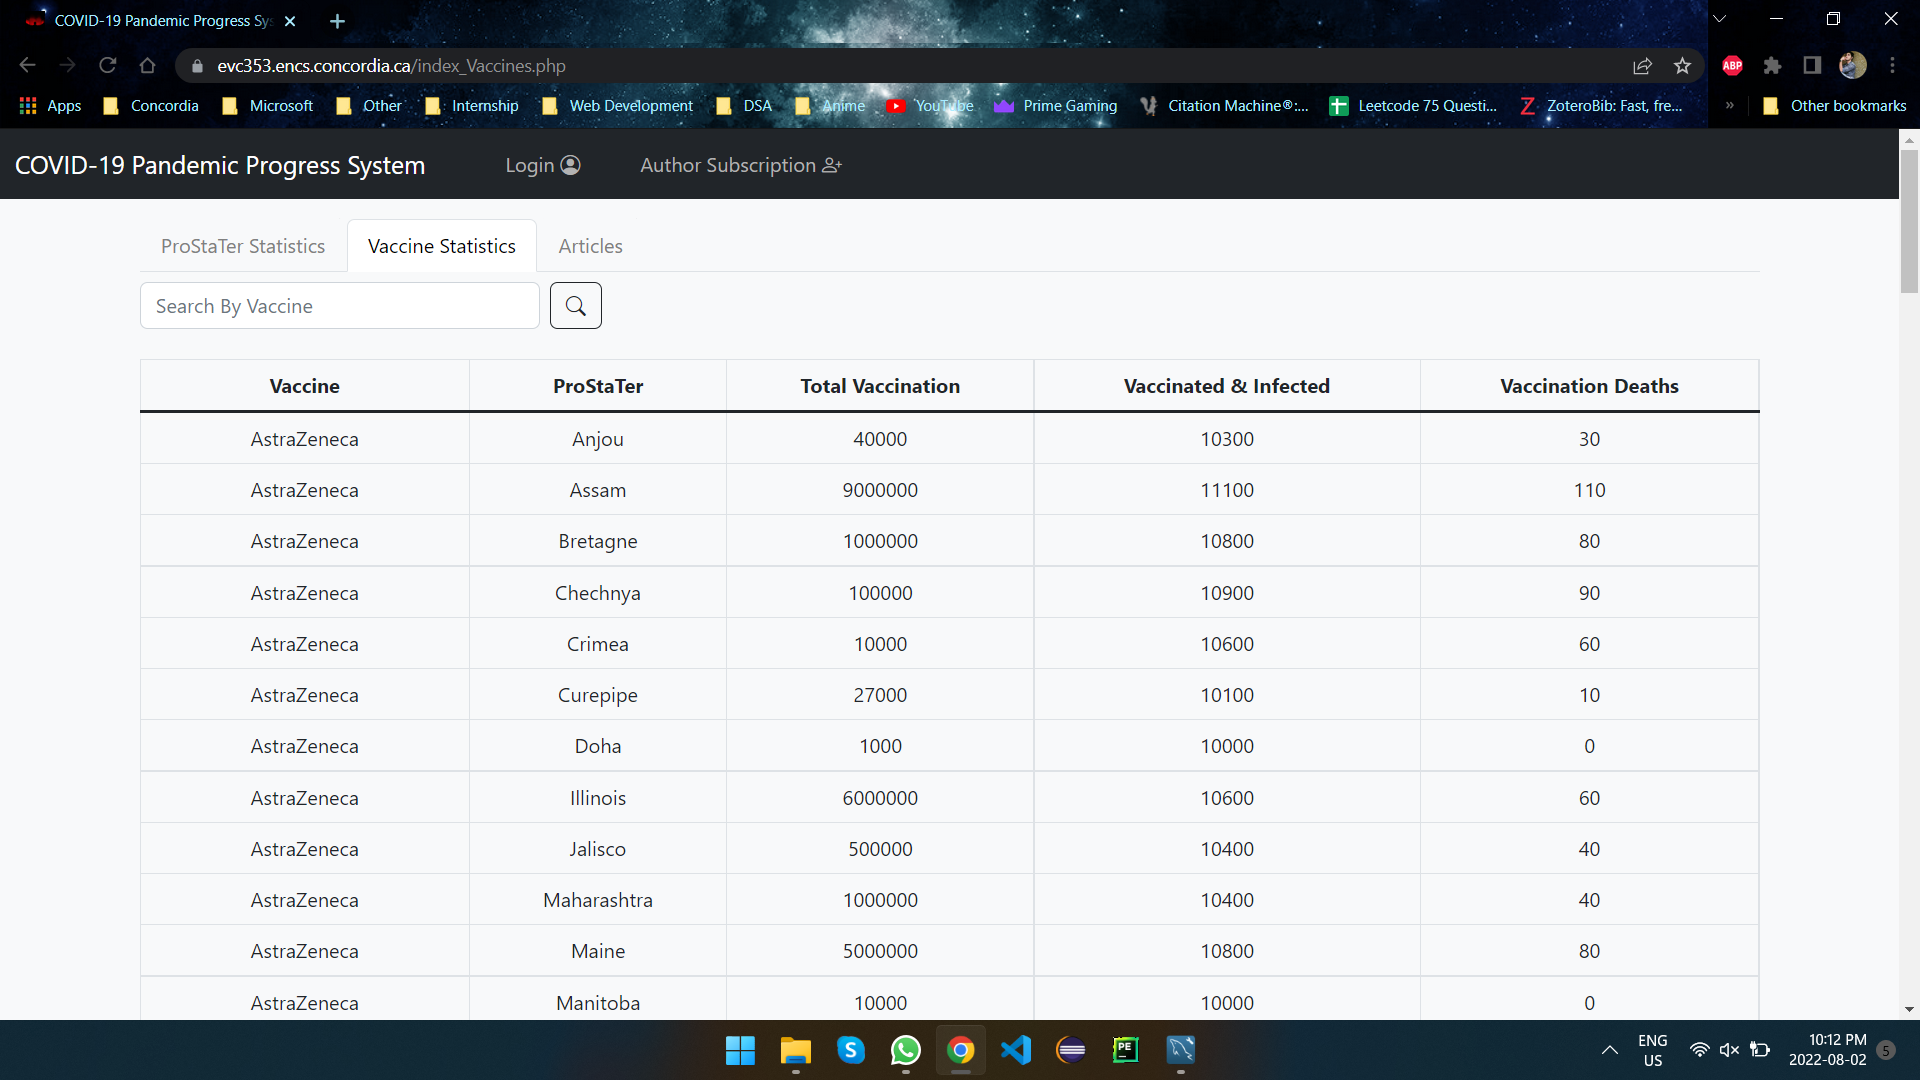 COVID-19 Pandemic Progress Sy
evc353.encs.concordia.ca/index_Vaccines.php
ABP
Apps Concordia Microsoft Other Internship Web Development DSA Anime YouTube Prime Gaming Citation Machine®:... Leetcode 75 Questi... ZoteroBib: Fast, fre... » Other bookmarks
COVID-19 Pandemic Progress System Login Author Subscription
ProStaTer Statistics Vaccine Statistics Articles
Search By Vaccine
Vaccine ProStaTer Total Vaccination Vaccinated & Infected Vaccination Deaths
AstraZeneca Anjou 40000 10300 30
AstraZeneca Assam 9000000 11100 110
AstraZeneca Bretagne 1000000 10800 80
AstraZeneca Chechnya 100000 10900 90
AstraZeneca Crimea 10000 10600 60
AstraZeneca Curepipe 27000 10100 10
AstraZeneca Doha 1000 10000 0
AstraZeneca Illinois 6000000 10600 60
AstraZeneca Jalisco 500000 10400 40
AstraZeneca Maharashtra 1000000 10400 40
AstraZeneca Maine 5000000 10800 80
AstraZeneca Manitoba 10000 10000 0
S PE
ENG 10:12 PM
US 2022-08-02 5